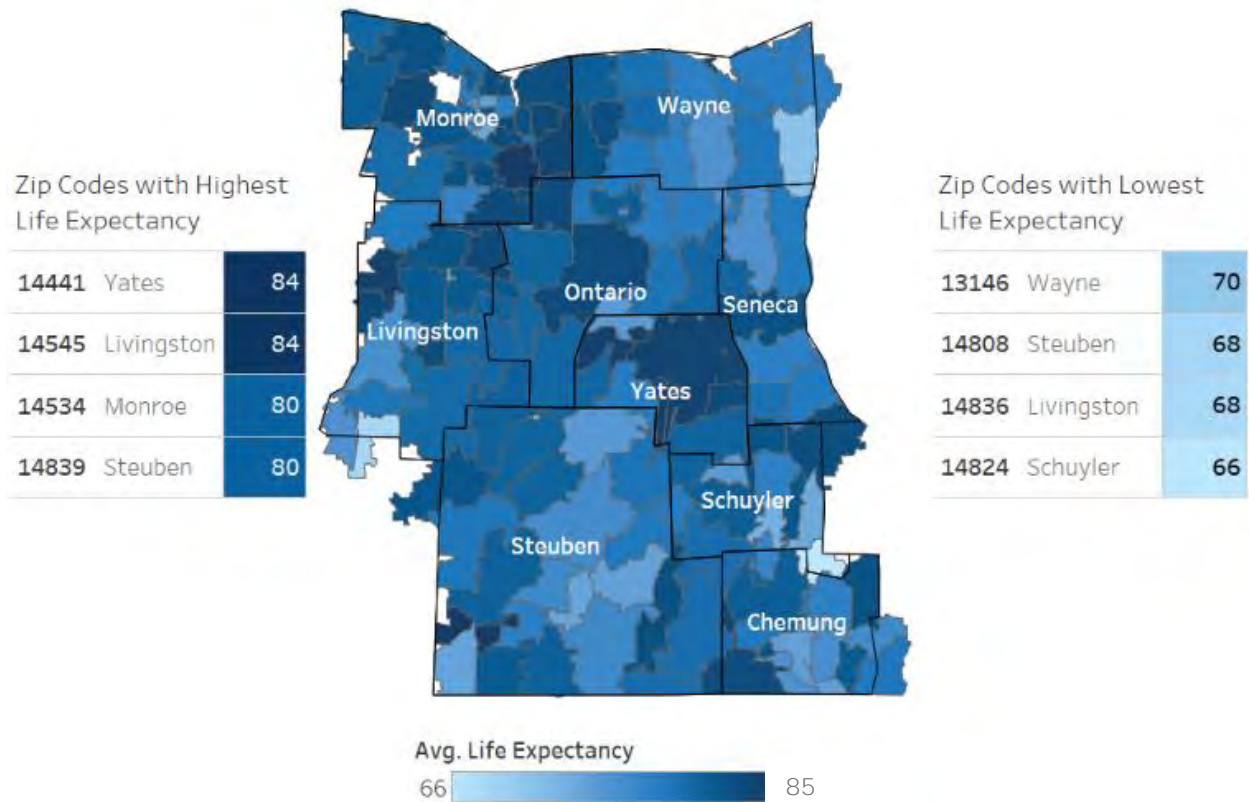 Monroe
Wayne
Ontario
Seneca
Livingston
Yates
Schuyler
Steuben
Chemung
Zip Codes with Highest
Life Expectancy
14441 Yates 84
14545 Livingston 84
14534 Monroe 80
14839 Steuben 80
Zip Codes with Lowest
Life Expectancy
13146 Wayne 70
14808 Steuben 68
14836 Livingston 68
14824 Schuyler 66
Avg. Life Expectancy
66 85